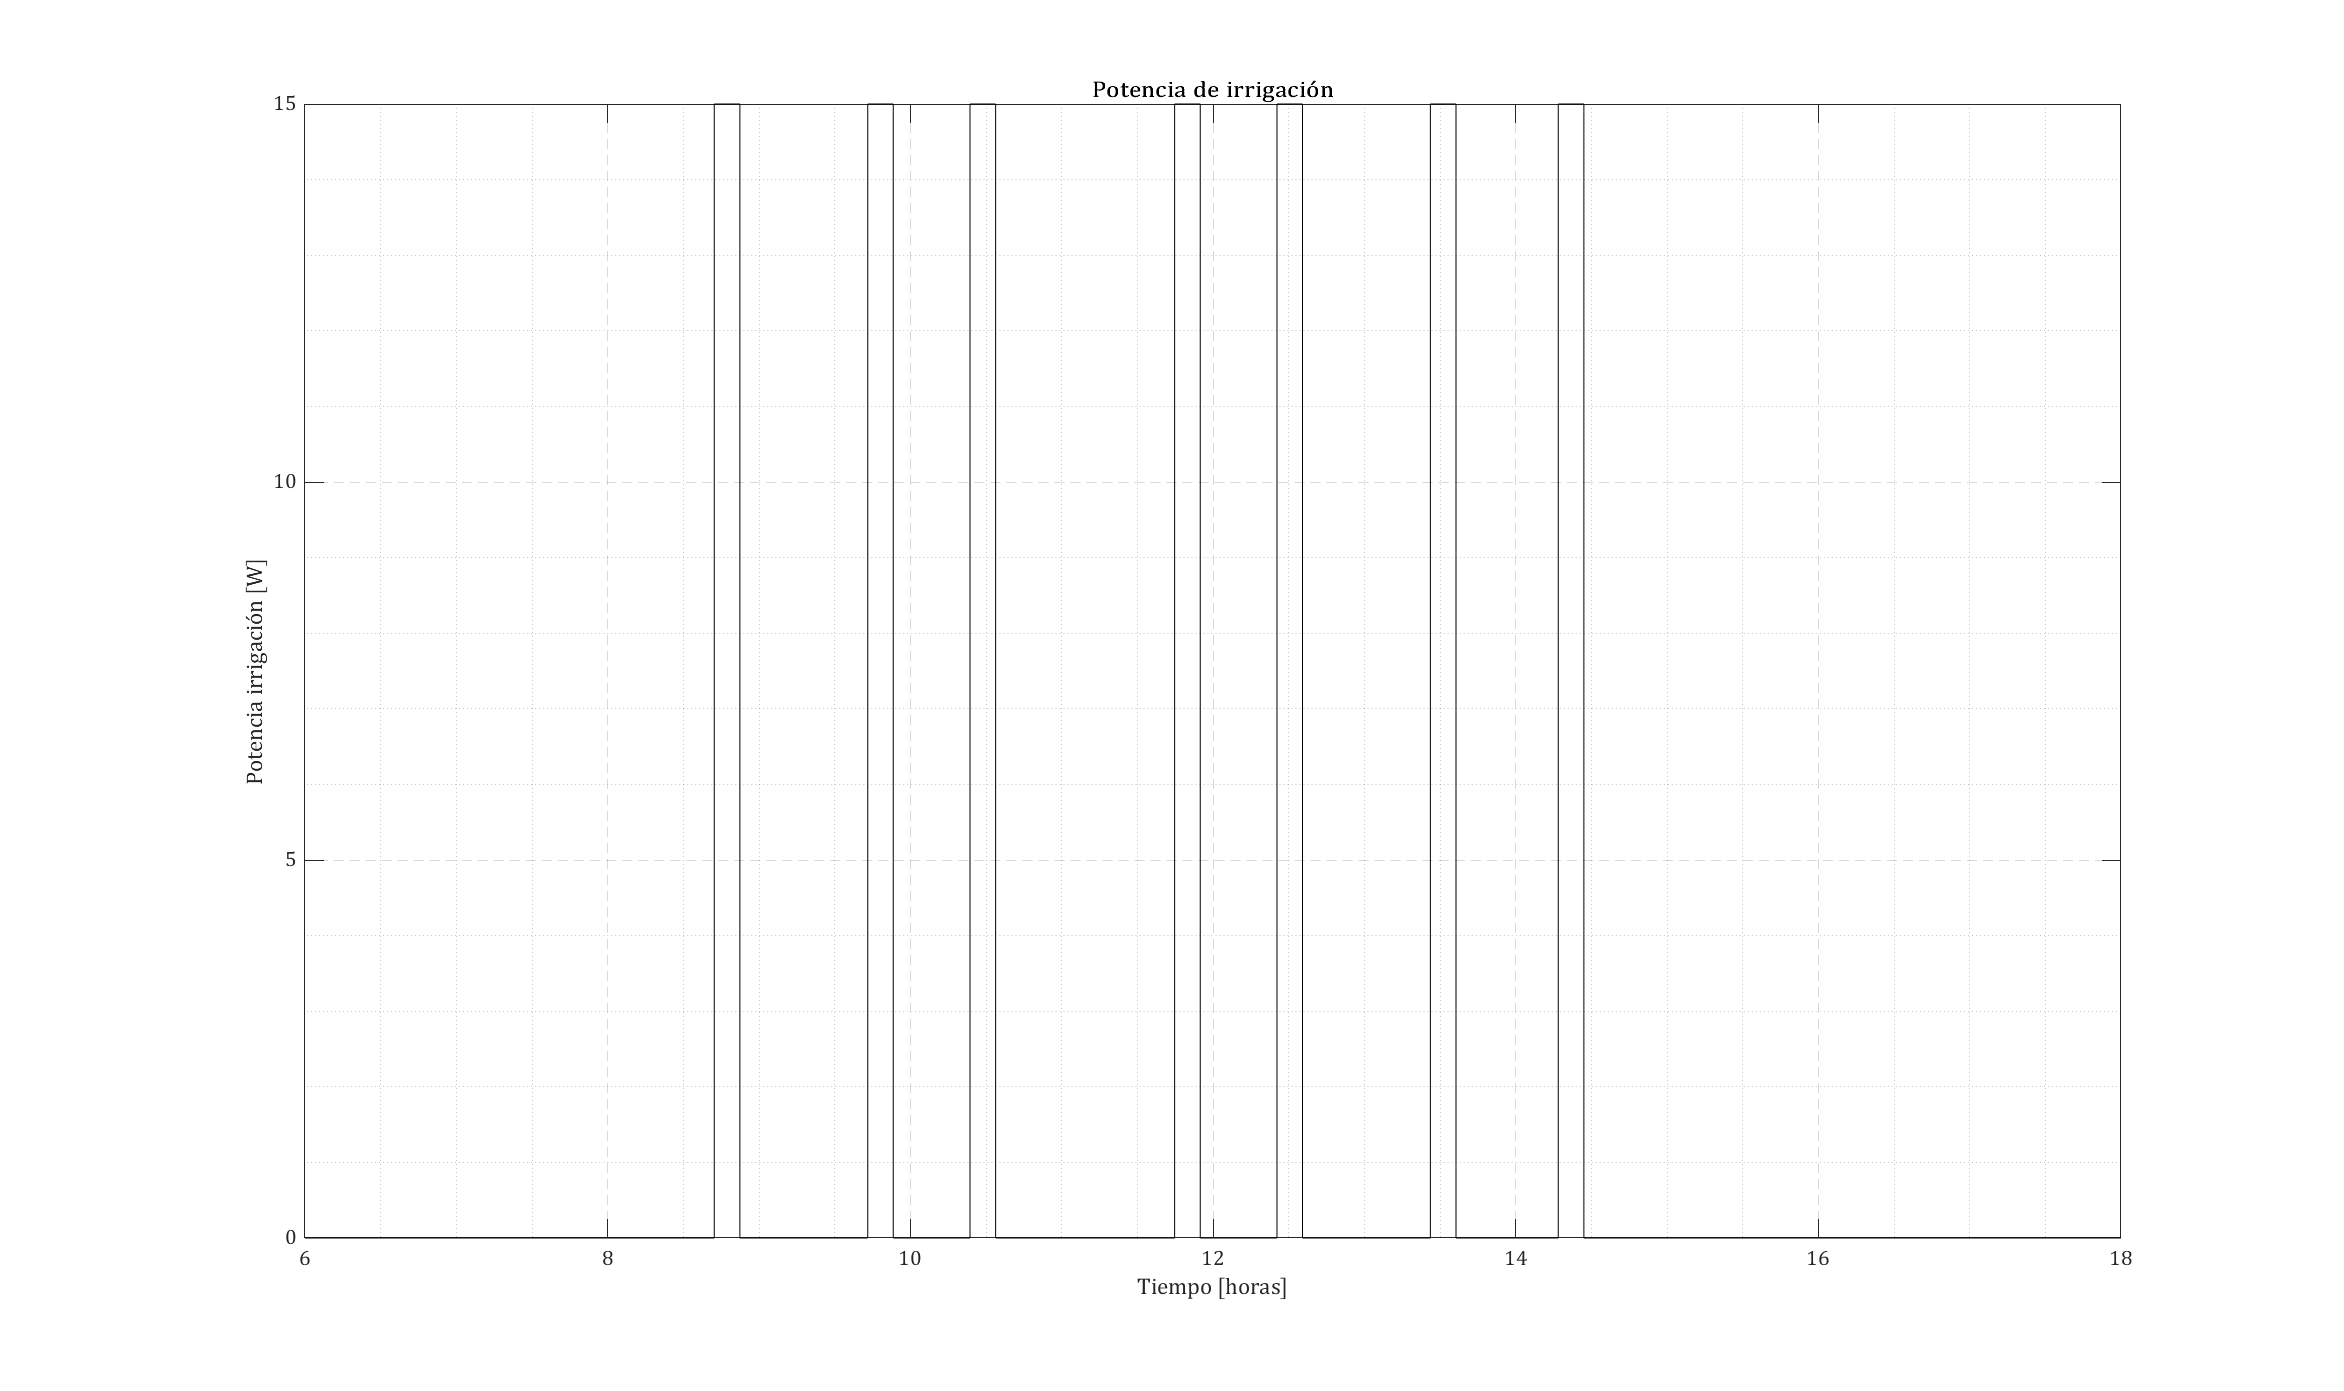 Potencia de irrigación
15
10
5
0
Potencia irrigación [W]
6 8 10 12 14 16 18
Tiempo [horas]